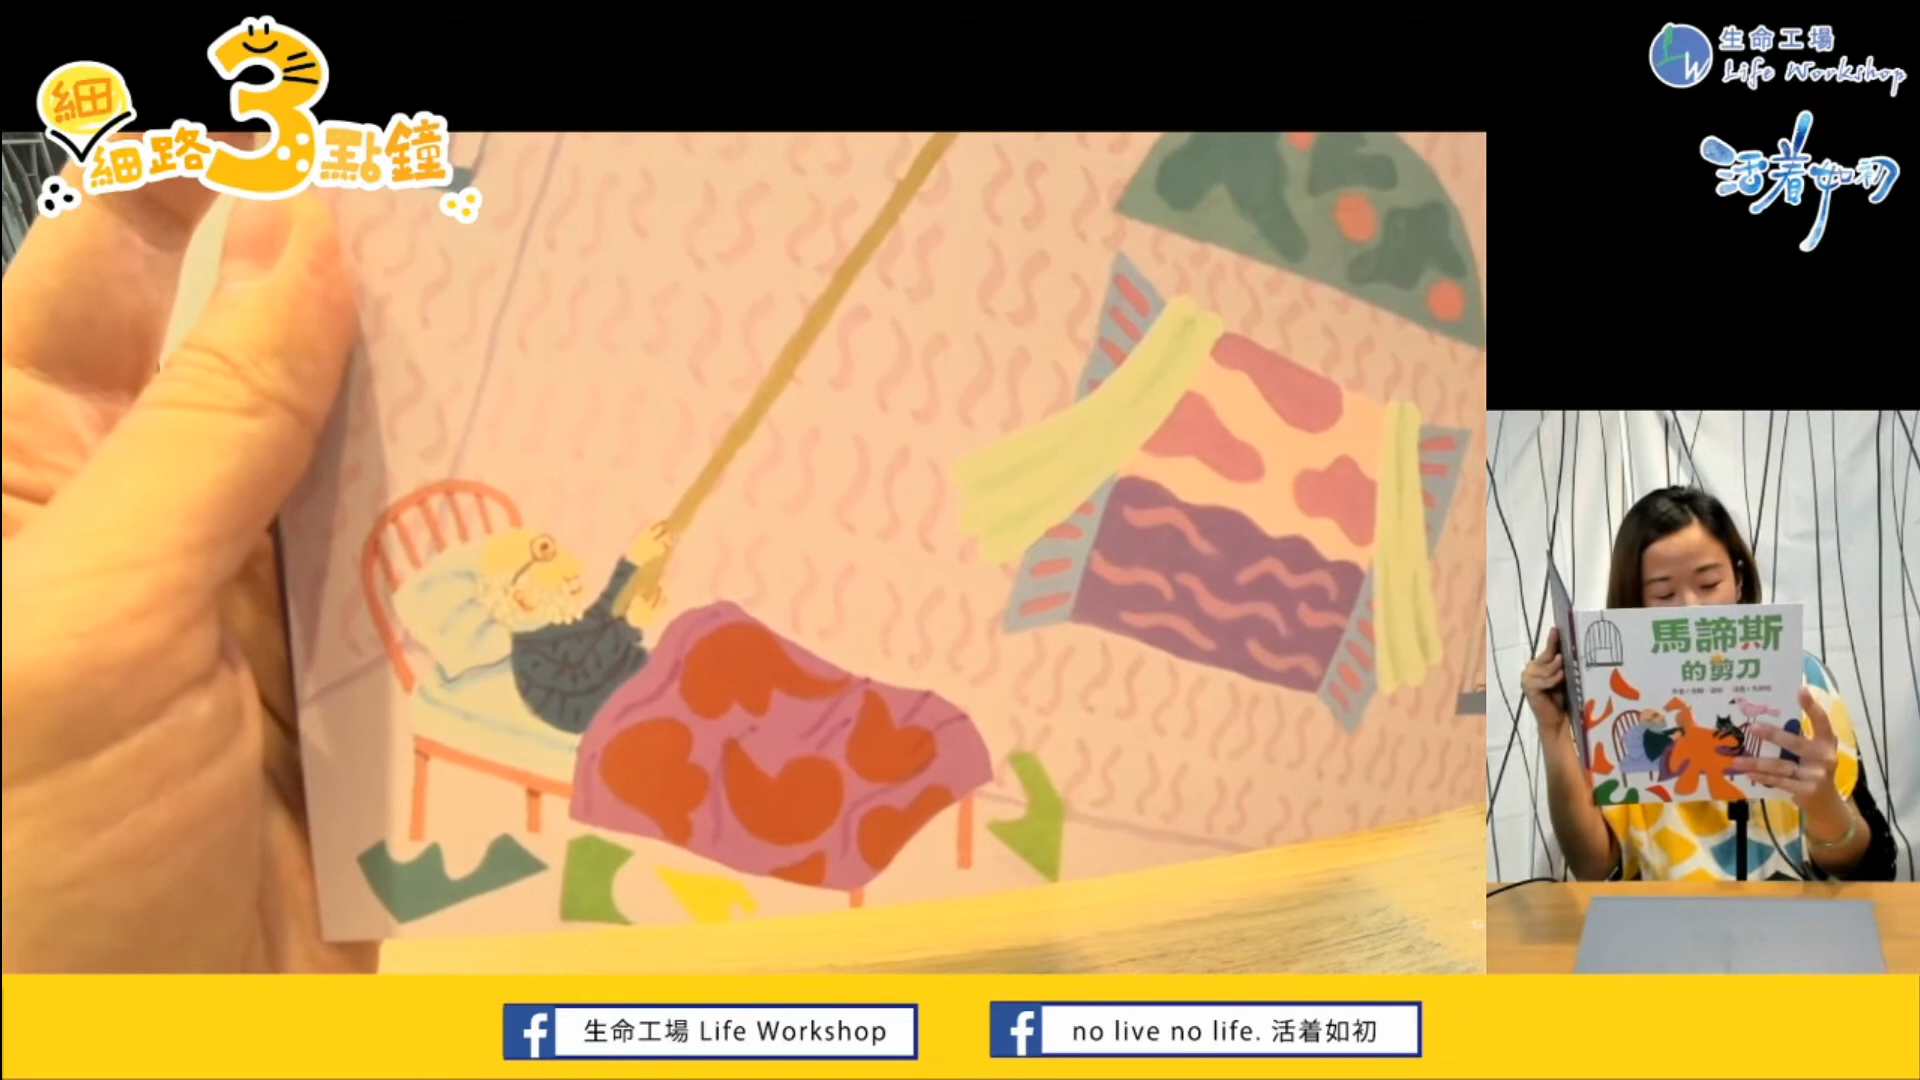 細
細路3點鐘
生命工場
Life Workshop
活着如初
馬諦斯
的剪刀
生命工場 Life Workshop
no live no life. 活着如初